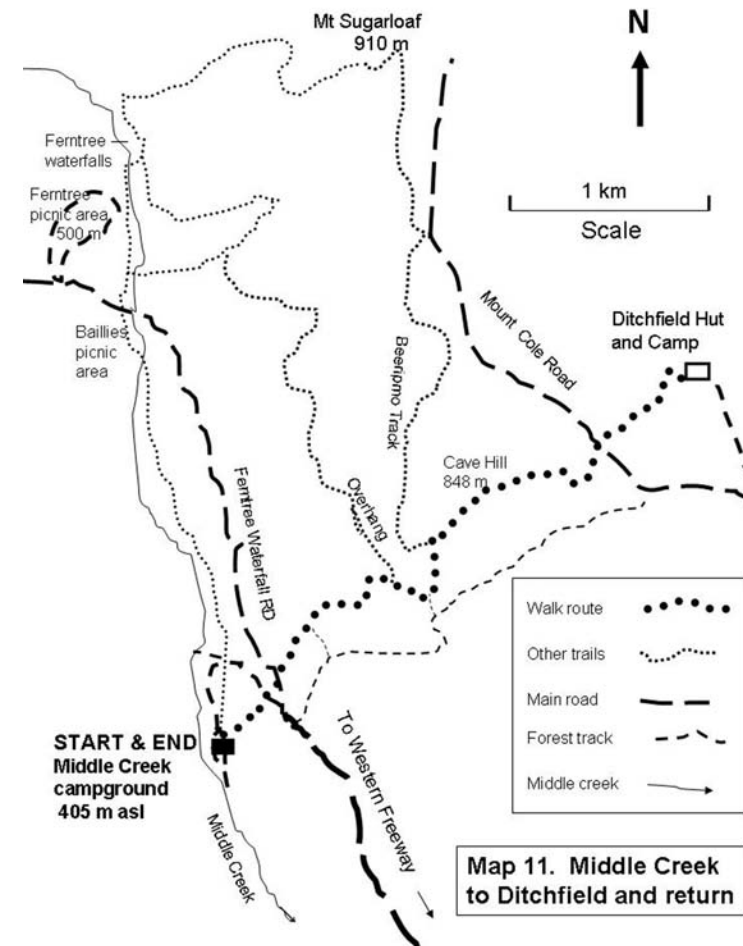 Mt Sugarloaf
910 m
N
Ferntree
waterfalls
Ferntree
picnic area
500 m
1 km
Scale
Mount Cole Road
Ditchfield Hut
and Camp
Baillies
picnic
area
Beeripmo Track
Cave Hill
848 m
Overhang
Ferntree Waterfall RD
Walk route
Other trails
Main road
Forest track
Middle creek
START & END
Middle Creek
campground
405 m asl
To Western Freeway
Middle Creek
Map 11. Middle Creek
to Ditchfield and return